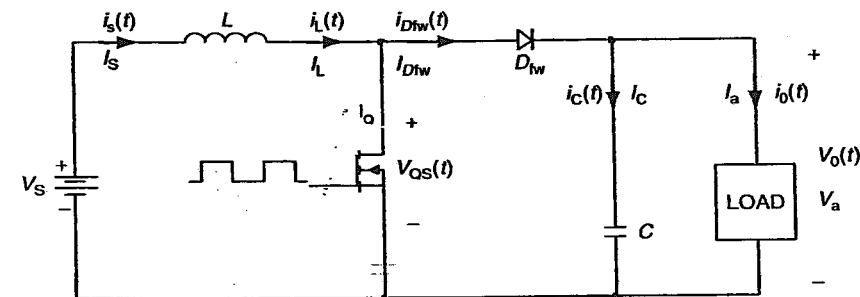 i_s(t) L i_L(t) i_Dfw(t)
I_S I_L I_Dfw D_fw
+
i_C(t) I_C I_a i_0(t)
I_Q +
V_QS(t)
V_0(t)
+
V_S
−
LOAD V_a
− C
−